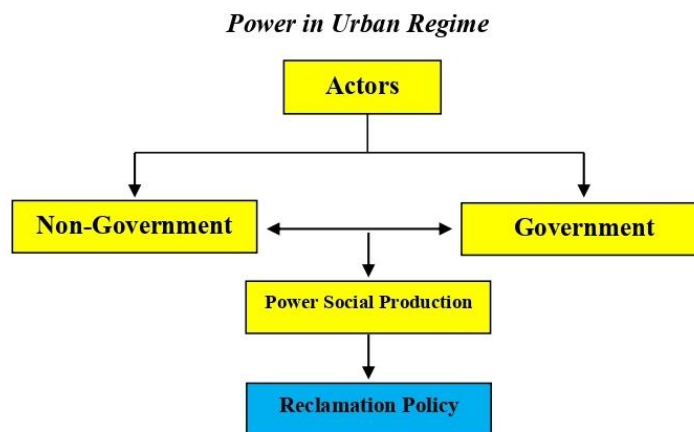 Power in Urban Regime
Actors
Non-Government
Government
Power Social Production
Reclamation Policy